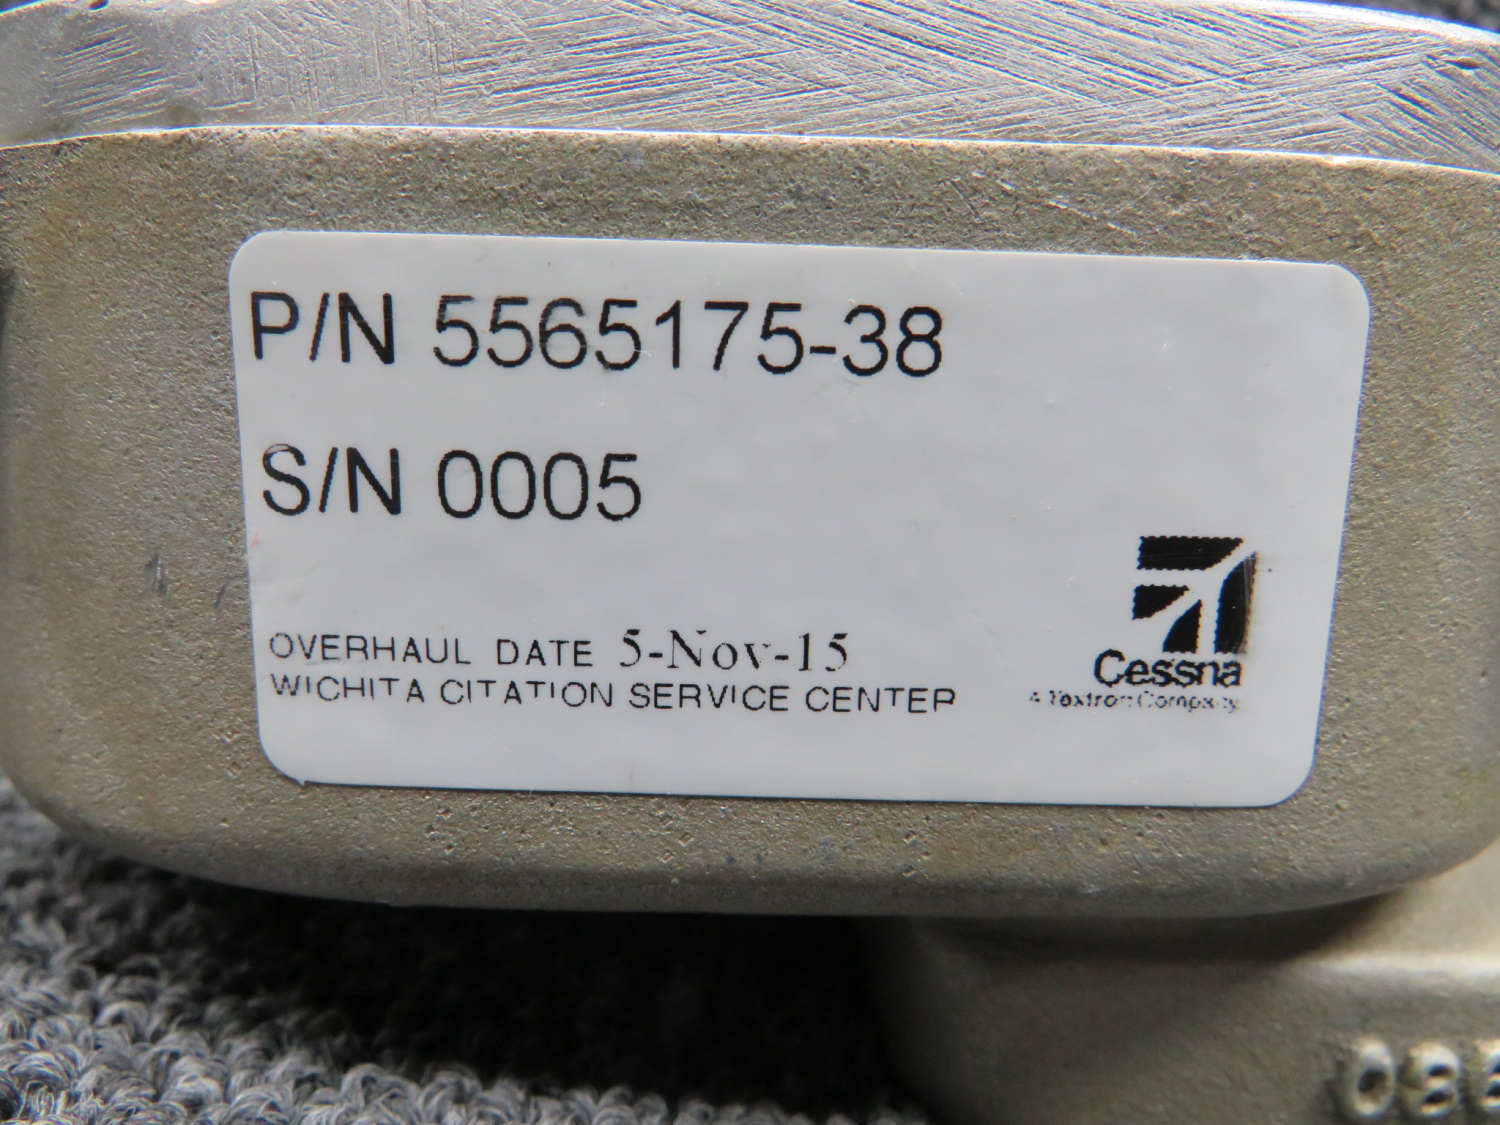 P/N 5565175-38
S/N 0005
OVERHAUL DATE 5-Nov-15
WICHITA CITATION SERVICE CENTER
Cessna
A Textron Company